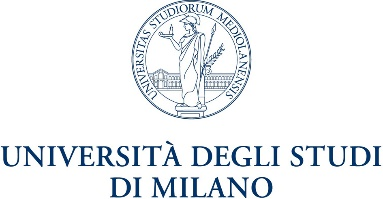 UNIVERSITAS STUDIORUM MEDIOLANENSIS
UNIVERSITÀ DEGLI STUDI
DI MILANO